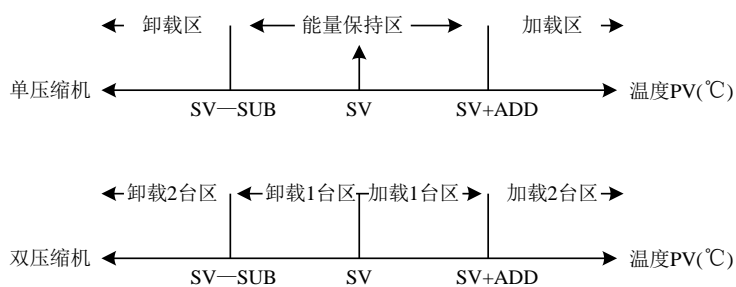 卸载区 能量保持区 加载区
单压缩机 温度PV(℃)
SV—SUB SV SV+ADD
卸载2台区 卸载1台区 加载1台区 加载2台区
双压缩机 温度PV(℃)
SV—SUB SV SV+ADD